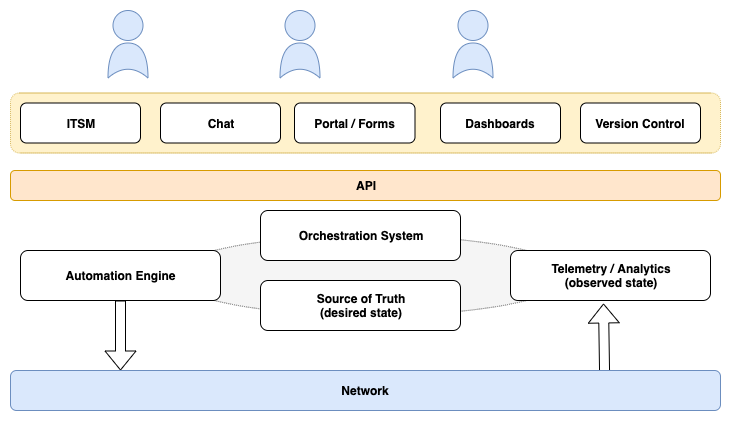 ITSM
Chat
Portal / Forms
Dashboards
Version Control
API
Orchestration System
Automation Engine
Telemetry / Analytics
(observed state)
Source of Truth
(desired state)
Network